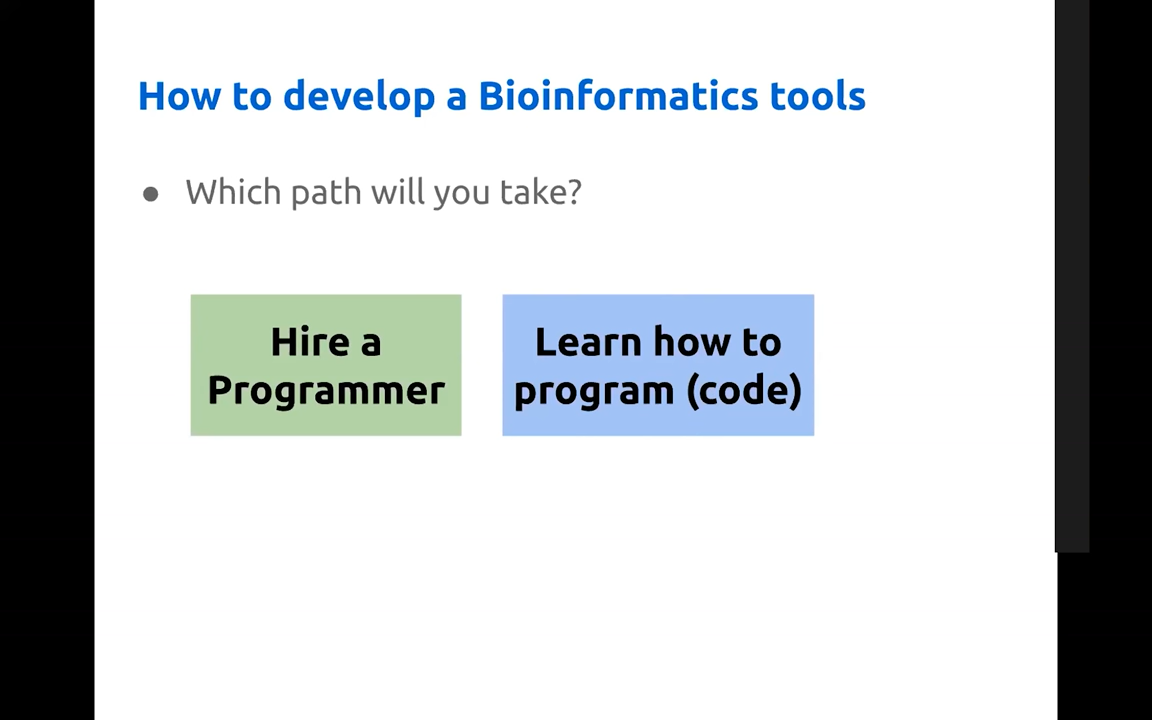 How to develop a Bioinformatics tools
● Which path will you take?
Hire a
Programmer
Learn how to
program (code)